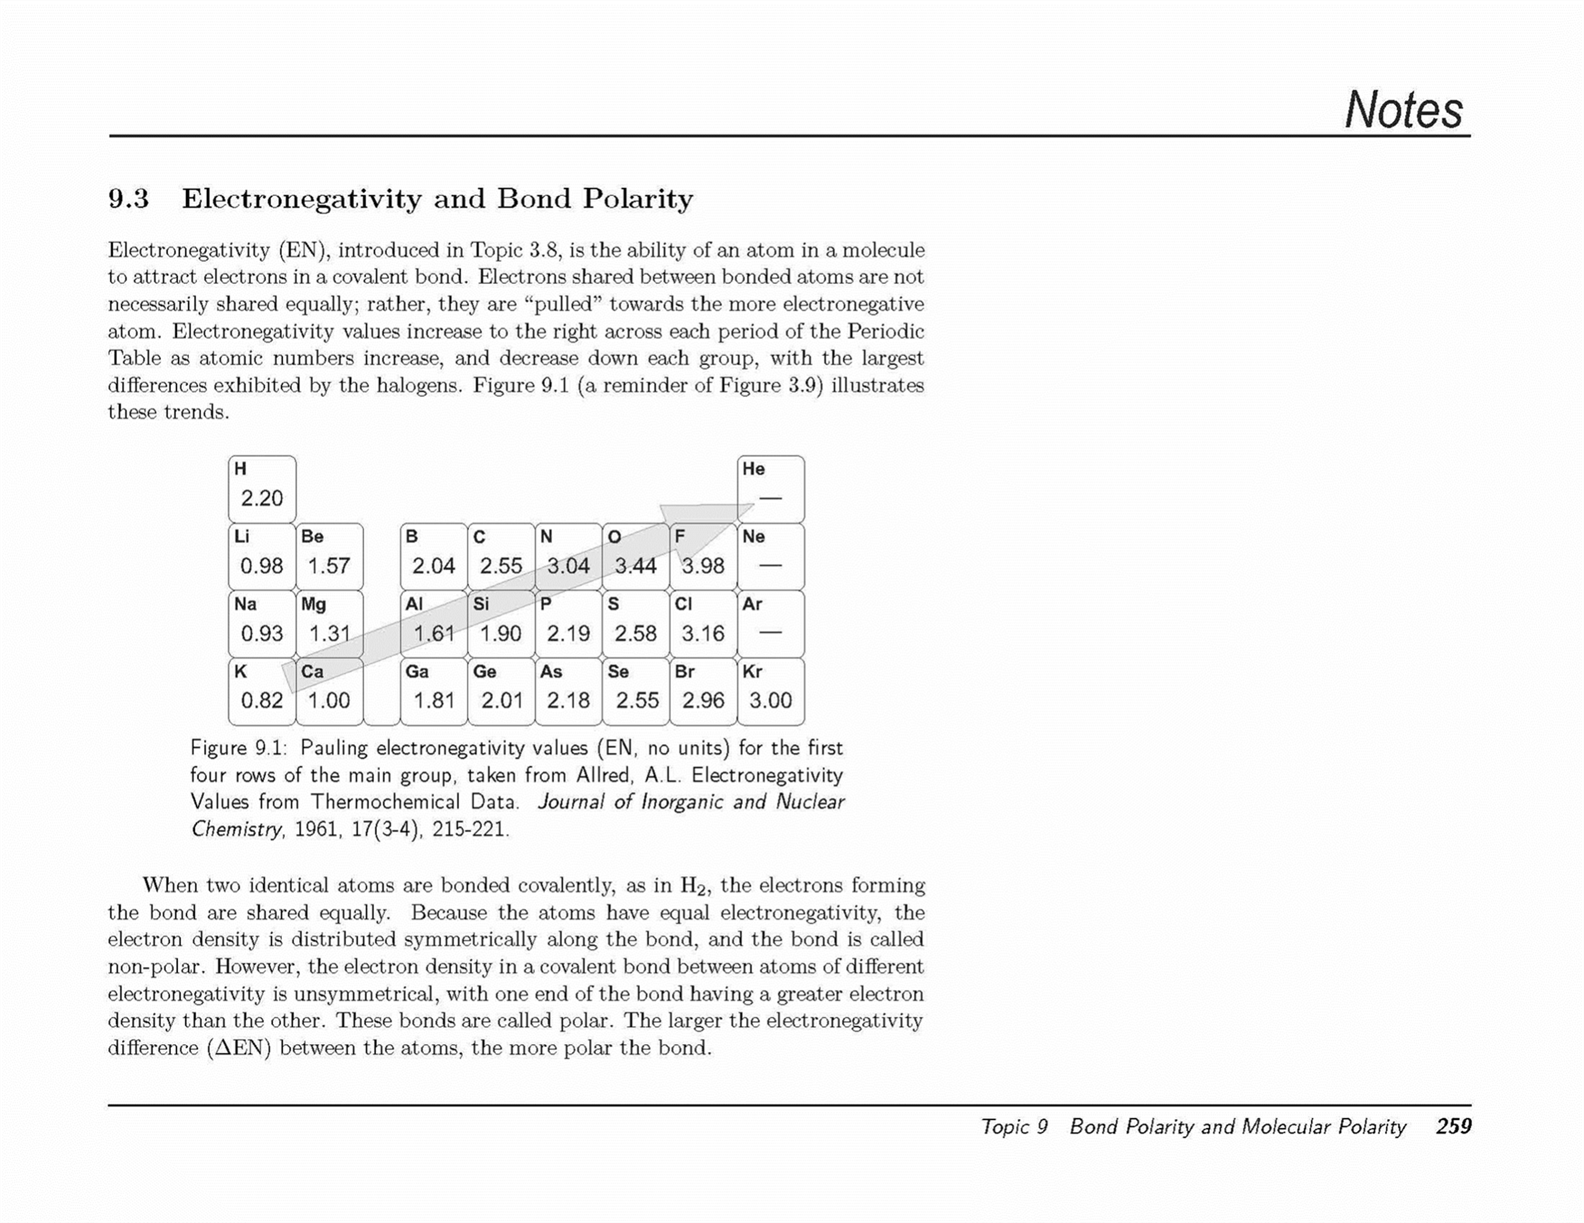 Notes
9.3 Electronegativity and Bond Polarity
Electronegativity (EN), introduced in Topic 3.8, is the ability of an atom in a molecule
to attract electrons in a covalent bond. Electrons shared between bonded atoms are not
necessarily shared equally; rather, they are “pulled” towards the more electronegative
atom. Electronegativity values increase to the right across each period of the Periodic
Table as atomic numbers increase, and decrease down each group, with the largest
differences exhibited by the halogens. Figure 9.1 (a reminder of Figure 3.9) illustrates
these trends.
H He
2.20 —
Li Be B C N O F Ne
0.98 1.57 2.04 2.55 3.04 3.44 3.98 —
Na Mg Al Si P S Cl Ar
0.93 1.31 1.61 1.90 2.19 2.58 3.16 —
K Ca Ga Ge As Se Br Kr
0.82 1.00 1.81 2.01 2.18 2.55 2.96 3.00
Figure 9.1: Pauling electronegativity values (EN, no units) for the first
four rows of the main group, taken from Allred, A.L. Electronegativity
Values from Thermochemical Data. Journal of Inorganic and Nuclear
Chemistry, 1961, 17(3-4), 215-221.
When two identical atoms are bonded covalently, as in H₂, the electrons forming
the bond are shared equally. Because the atoms have equal electronegativity, the
electron density is distributed symmetrically along the bond, and the bond is called
non-polar. However, the electron density in a covalent bond between atoms of different
electronegativity is unsymmetrical, with one end of the bond having a greater electron
density than the other. These bonds are called polar. The larger the electronegativity
difference (ΔEN) between the atoms, the more polar the bond.
Topic 9 Bond Polarity and Molecular Polarity 259